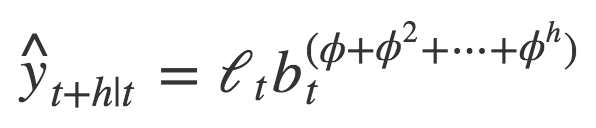 ŷ_{t+h|t} = ℓ_t b_t^{(ϕ+ϕ^2+⋯+ϕ^h)}